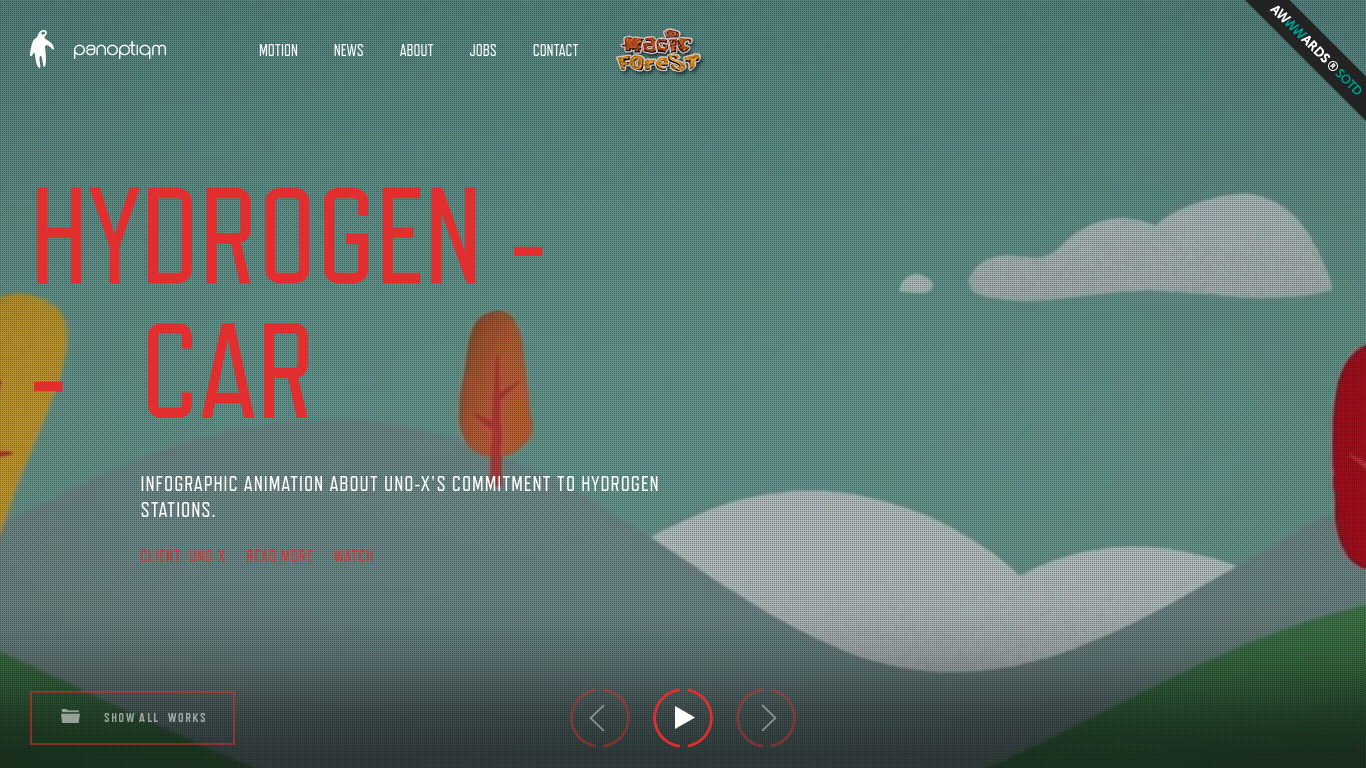 panoptiqm
MOTION NEWS ABOUT JOBS CONTACT
MAGIC
FOREST
AWWWARDS® SOTD
HYDROGEN -
- CAR
INFOGRAPHIC ANIMATION ABOUT UNO-X'S COMMITMENT TO HYDROGEN
STATIONS.
CLIENT: UNO-X READ MORE WATCH
SHOW ALL WORKS